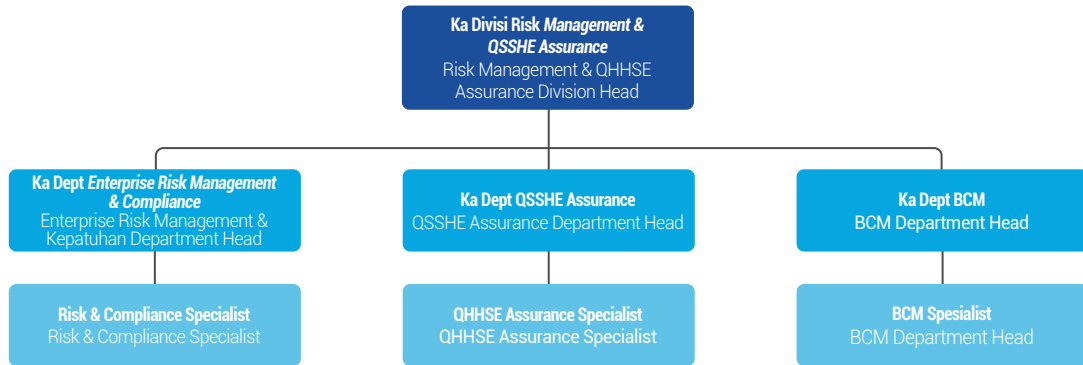 Ka Divisi Risk Management &
QSSHE Assurance
Risk Management & QHHSE
Assurance Division Head
Ka Dept Enterprise Risk Management
& Compliance
Enterprise Risk Management &
Kepatuhan Department Head
Ka Dept QSSHE Assurance
QSSHE Assurance Department Head
Ka Dept BCM
BCM Department Head
Risk & Compliance Specialist
Risk & Compliance Specialist
QHHSE Assurance Specialist
QHHSE Assurance Specialist
BCM Spesialist
BCM Department Head